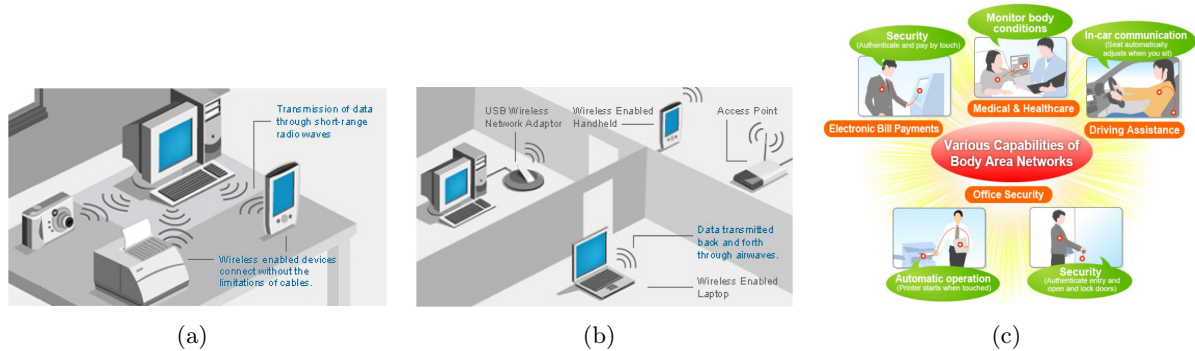 Transmission of data
through short-range
radio waves
Wireless enabled devices
connect without the
limitations of cables.
(a)
USB Wireless
Network Adaptor
Wireless Enabled
Handheld
Access Point
Data transmitted
back and forth
through airwaves.
Wireless Enabled
Laptop
(b)
Security
(Authenticate and pay by touch)
Monitor body
conditions
In-car communication
(Seat automatically
adjusts when you sit)
Medical & Healthcare
Electronic Bill Payments
Driving Assistance
Various Capabilities of
Body Area Networks
Office Security
Automatic operation
(Printer starts when touched)
Security
(Authenticate entry and
open and lock doors)
(c)